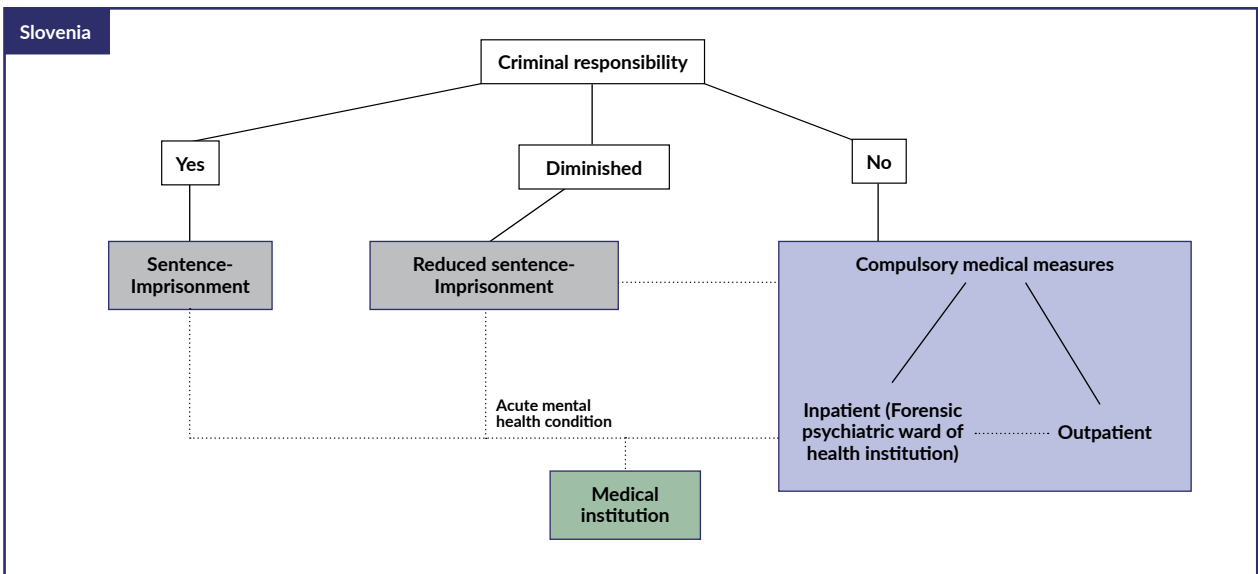 Slovenia
Criminal responsibility
Yes
Diminished
No
Sentence-
Imprisonment
Reduced sentence-
Imprisonment
Compulsory medical measures
Acute mental
health condition
Inpatient (Forensic
psychiatric ward of
health institution)
Outpatient
Medical
institution